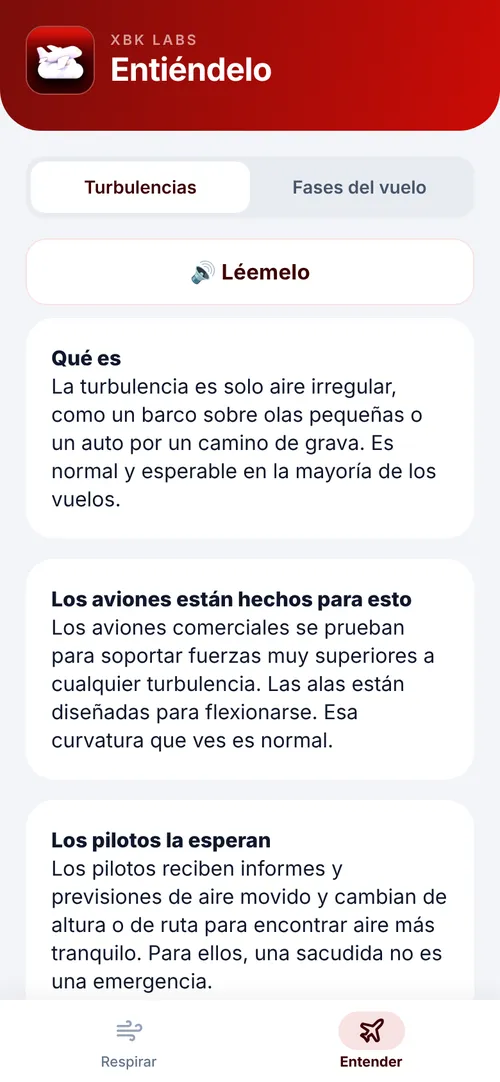 XBK LABS
Entiéndelo
Turbulencias
Fases del vuelo
🔊 Léemelo
Qué es
La turbulencia es solo aire irregular,
como un barco sobre olas pequeñas o
un auto por un camino de grava. Es
normal y esperable en la mayoría de los
vuelos.
Los aviones están hechos para esto
Los aviones comerciales se prueban
para soportar fuerzas muy superiores a
cualquier turbulencia. Las alas están
diseñadas para flexionarse. Esa
curvatura que ves es normal.
Los pilotos la esperan
Los pilotos reciben informes y
previsiones de aire movido y cambian de
altura o de ruta para encontrar aire más
tranquilo. Para ellos, una sacudida no es
una emergencia.
Respirar
Entender